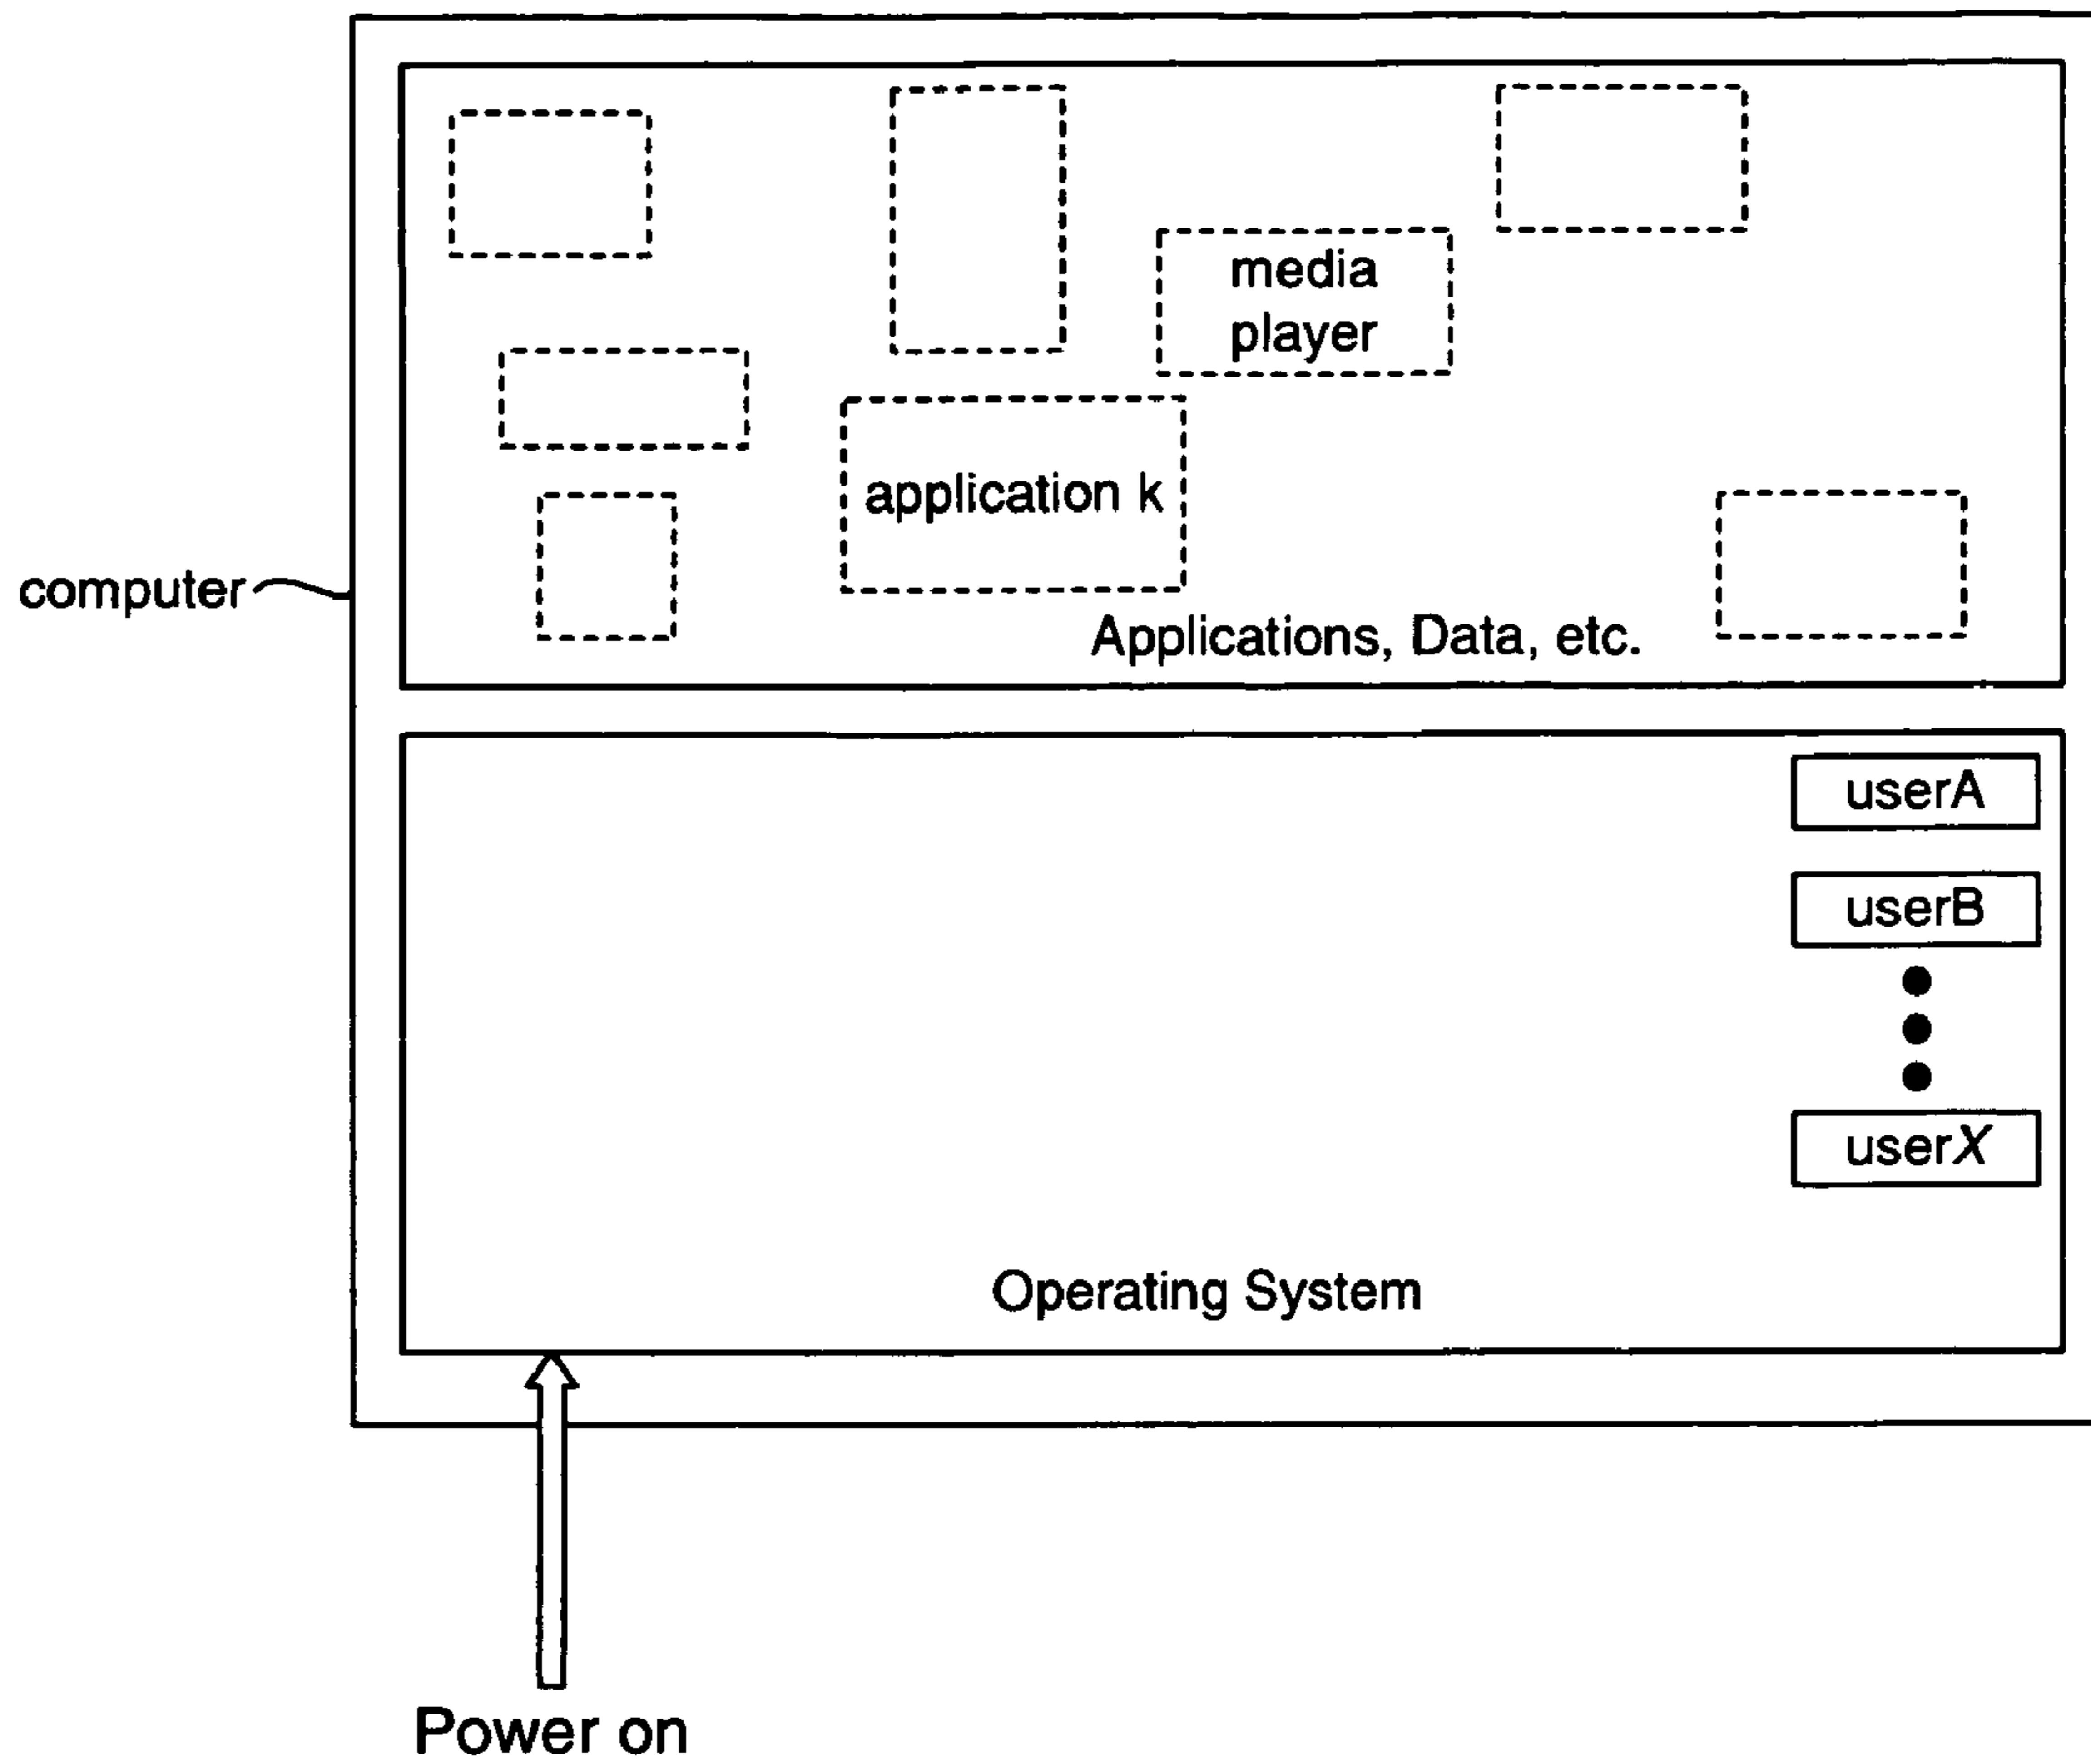 media
player
application k
computer
Applications, Data, etc.
userA
userB
userX
Operating System
Power on